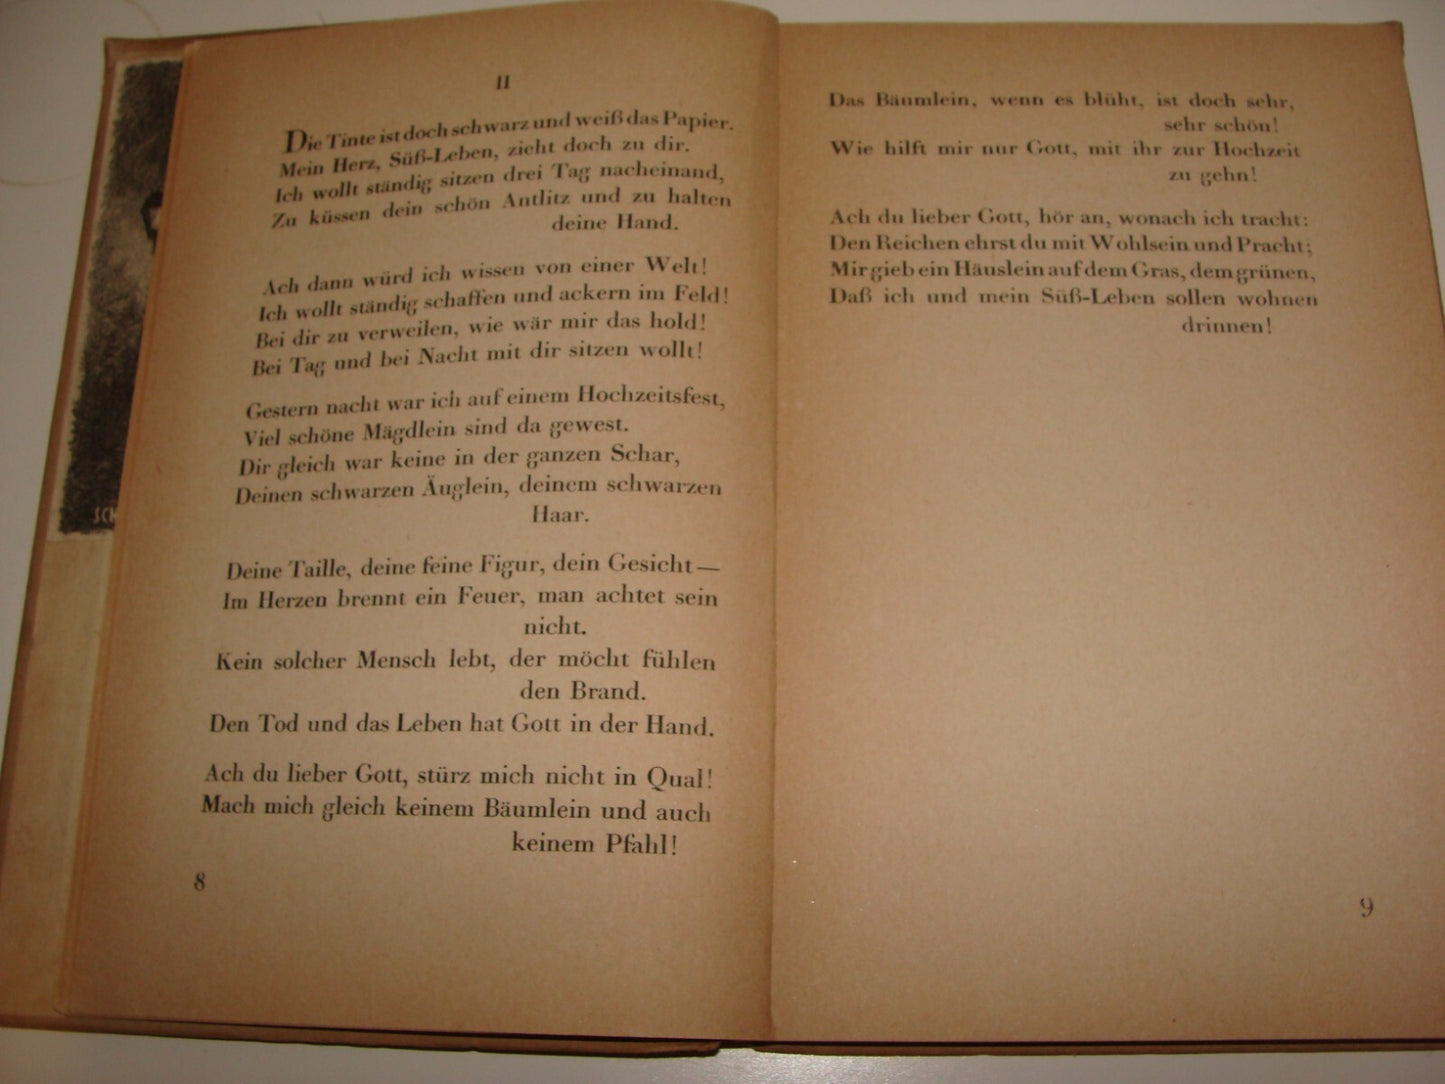 II
Die Tinte ist doch schwarz und weiß das Papier.
Mein Herz, Süß-Leben, zieht doch zu dir.
Ich wollt ständig sitzen drei Tag nacheinand,
Zu küssen dein schön Antlitz und zu halten
deine Hand.
Ach dann würd ich wissen von einer Welt!
Ich wollt ständig schaffen und ackern im Feld!
Bei dir zu verweilen, wie wär mir das hold!
Bei Tag und bei Nacht mit dir sitzen wollt!
Gestern nacht war ich auf einem Hochzeitsfest,
Viel schöne Mägdlein sind da gewest.
Dir gleich war keine in der ganzen Schar,
Deinen schwarzen Äuglein, deinem schwarzen
Haar.
Deine Taille, deine feine Figur, dein Gesicht —
Im Herzen brennt ein Feuer, man achtet sein
nicht.
Kein solcher Mensch lebt, der möcht fühlen
den Brand.
Den Tod und das Leben hat Gott in der Hand.
Ach du lieber Gott, stürz mich nicht in Qual!
Mach mich gleich keinem Bäumlein und auch
keinem Pfahl!
8
Das Bäumlein, wenn es blüht, ist doch sehr,
sehr schön!
Wie hilft mir nur Gott, mit ihr zur Hochzeit
zu gehn!
Ach du lieber Gott, hör an, wonach ich tracht:
Den Reichen ehrst du mit Wohlsein und Pracht;
Mir gieb ein Häuslein auf dem Gras, dem grünen,
Daß ich und mein Süß-Leben sollen wohnen
drinnen!
9